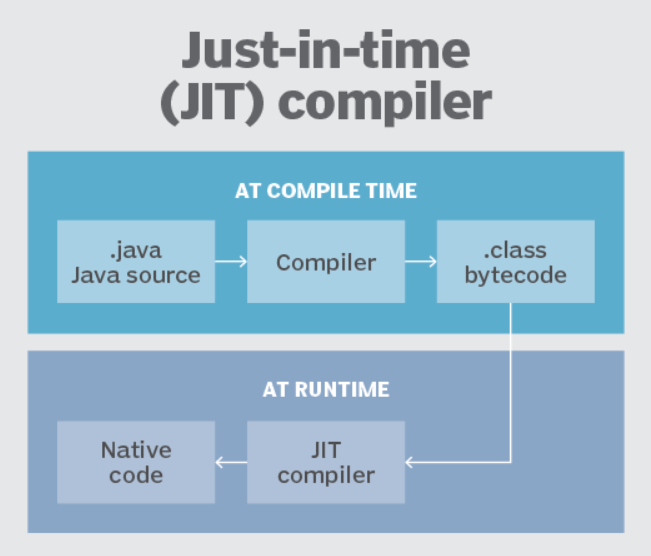 Just-in-time
(JIT) compiler
AT COMPILE TIME
.java
Java source
Compiler
.class
bytecode
AT RUNTIME
Native
code
JIT
compiler